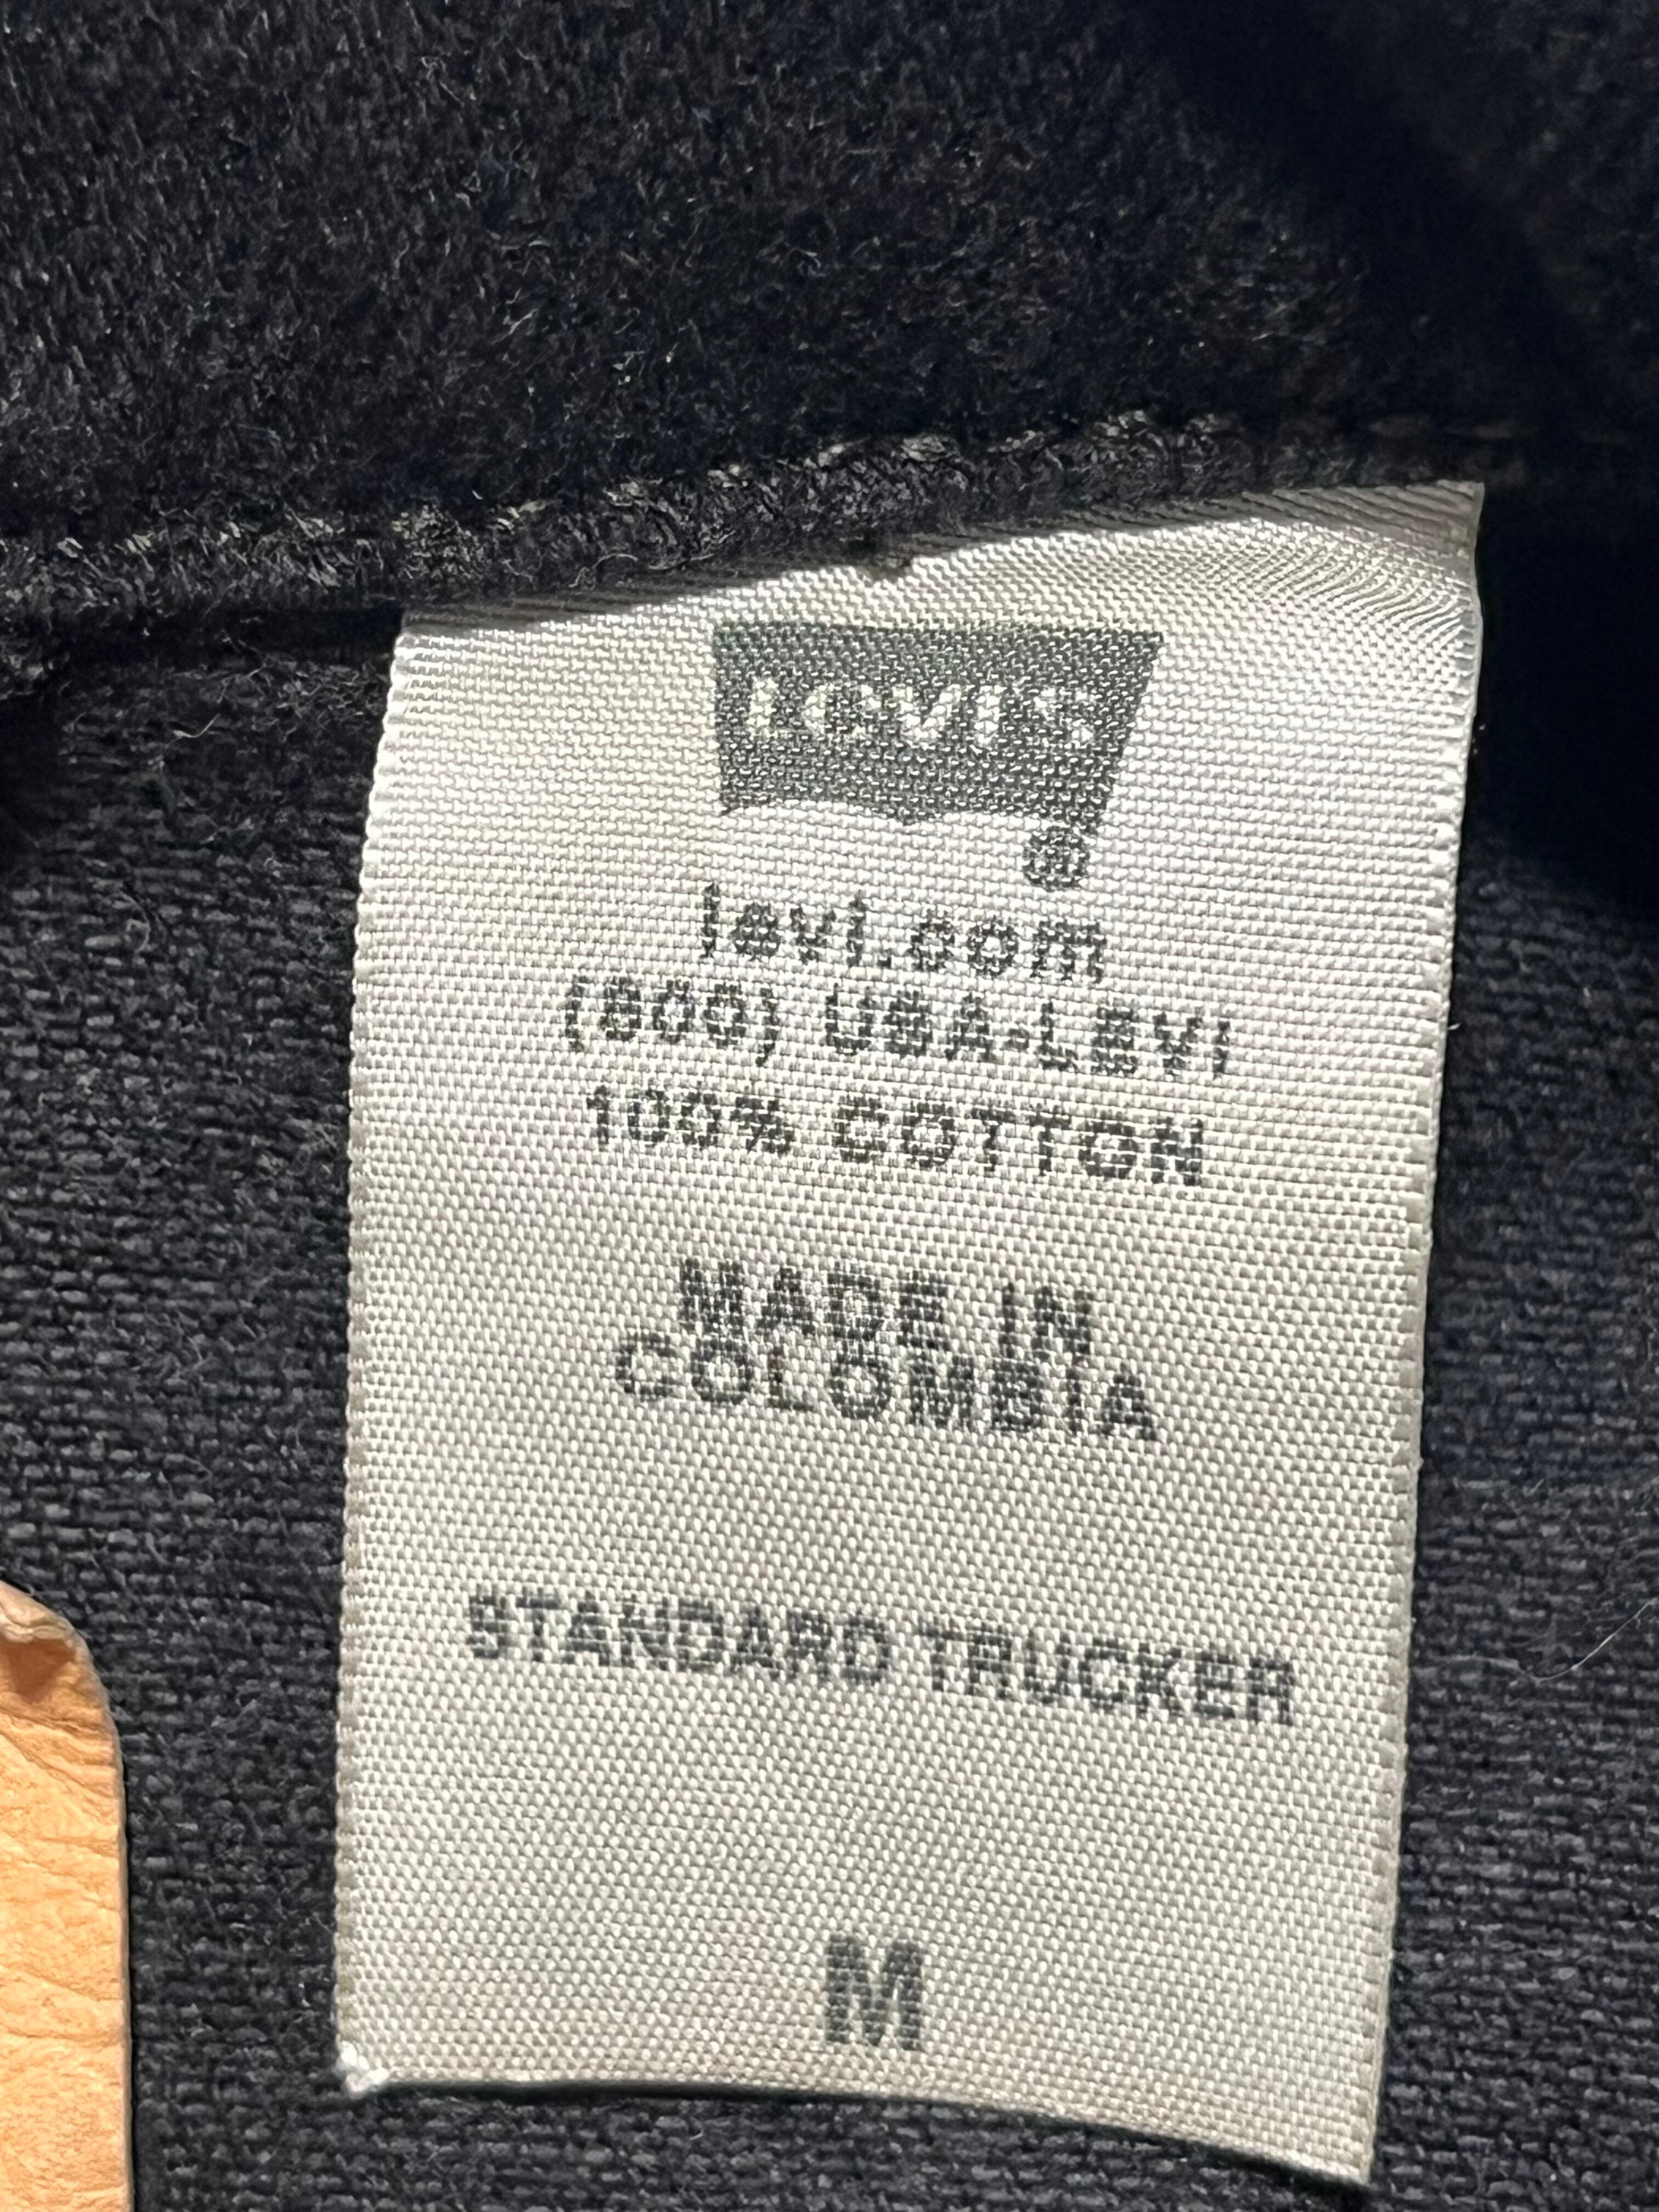 LEVI'S
®
levi.com
(800) USA-LEVI
100% COTTON
MADE IN
COLOMBIA
STANDARD TRUCKER
M